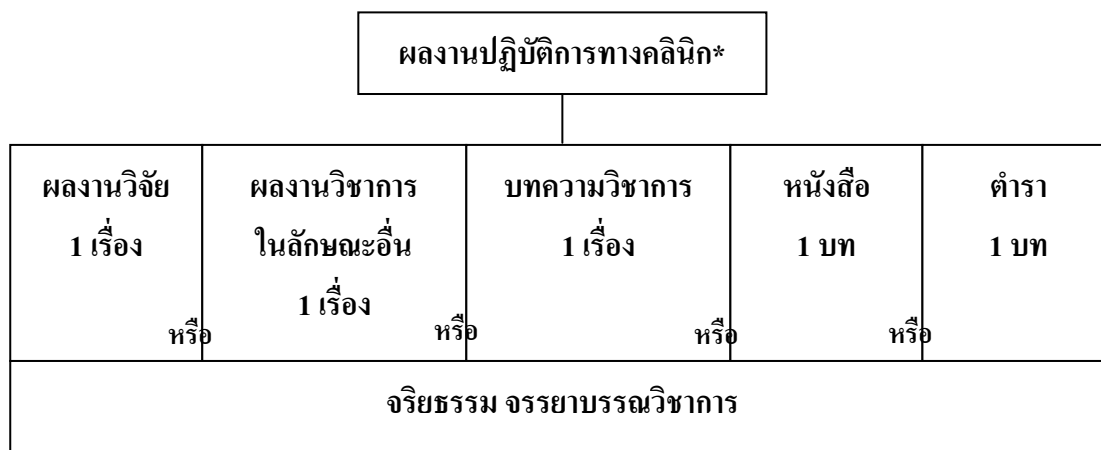 ผลงานปฏิบัติการทางคลินิก*
ผลงานวิจัย
1 เรื่อง
หรือ
ผลงานวิชาการ
ในลักษณะอื่น
1 เรื่อง
หรือ
บทความวิชาการ
1 เรื่อง
หรือ
หนังสือ
1 บท
หรือ
ตำรา
1 บท
จริยธรรม จรรยาบรรณวิชาการ